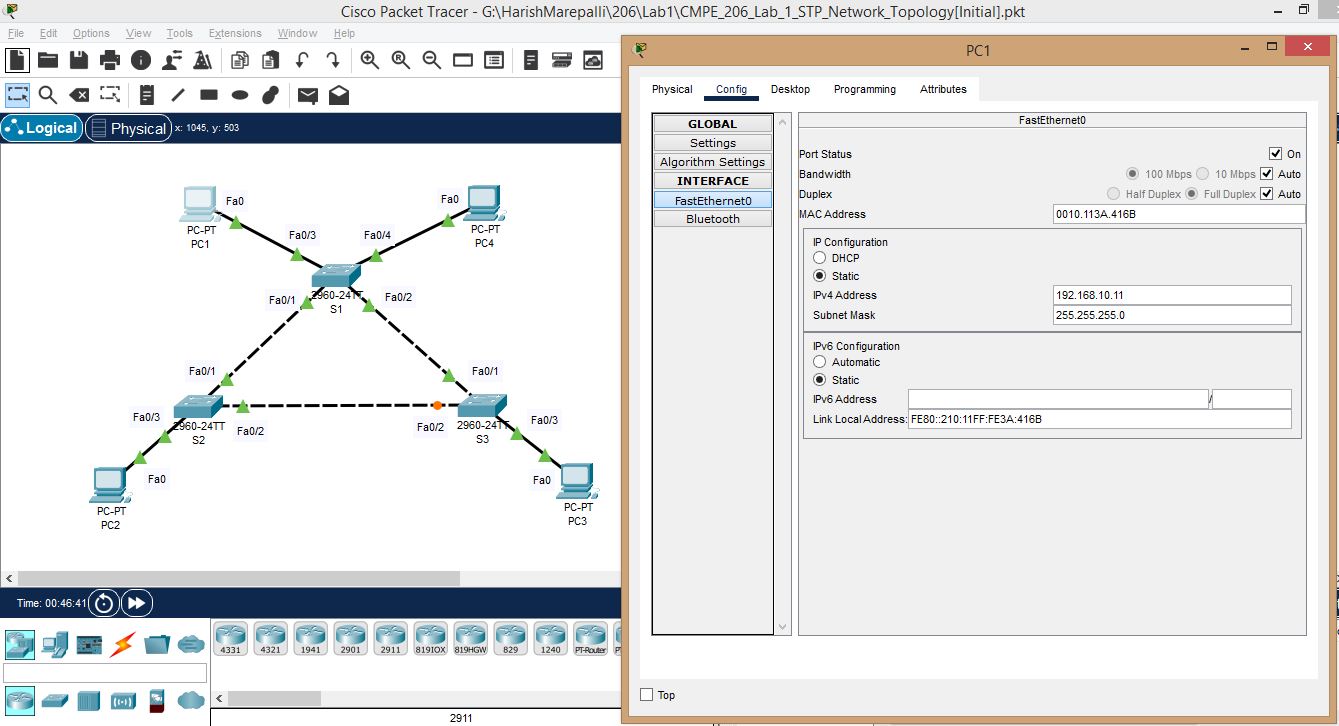 Cisco Packet Tracer - G:\HarishMarepalli\206\Lab1\CMPE_206_Lab_1_STP_Network_Topology[Initial].pkt
File Edit Options View Tools Extensions Window Help
Logical Physical x: 1045, y: 503
Fa0
PC-PT
PC1
Fa0
PC-PT
PC4
Fa0/3
Fa0/4
Fa0/1
2960-24TT
S1
Fa0/2
Fa0/1
2960-24TT
S2
Fa0/3
Fa0/2
Fa0/1
2960-24TT
S3
Fa0/2
Fa0/3
Fa0
PC-PT
PC2
Fa0
PC-PT
PC3
Time: 00:46:41
4331 4321 1941 2901 2911 819IOX 819HGW 829 1240 PT-Router
2911
PC1
Physical Config Desktop Programming Attributes
GLOBAL
Settings
Algorithm Settings
INTERFACE
FastEthernet0
Bluetooth
FastEthernet0
Port Status On
Bandwidth 100 Mbps 10 Mbps Auto
Duplex Half Duplex Full Duplex Auto
MAC Address 0010.113A.416B
IP Configuration
DHCP
Static
IPv4 Address 192.168.10.11
Subnet Mask 255.255.255.0
IPv6 Configuration
Automatic
Static
IPv6 Address /
Link Local Address: FE80::210:11FF:FE3A:416B
Top